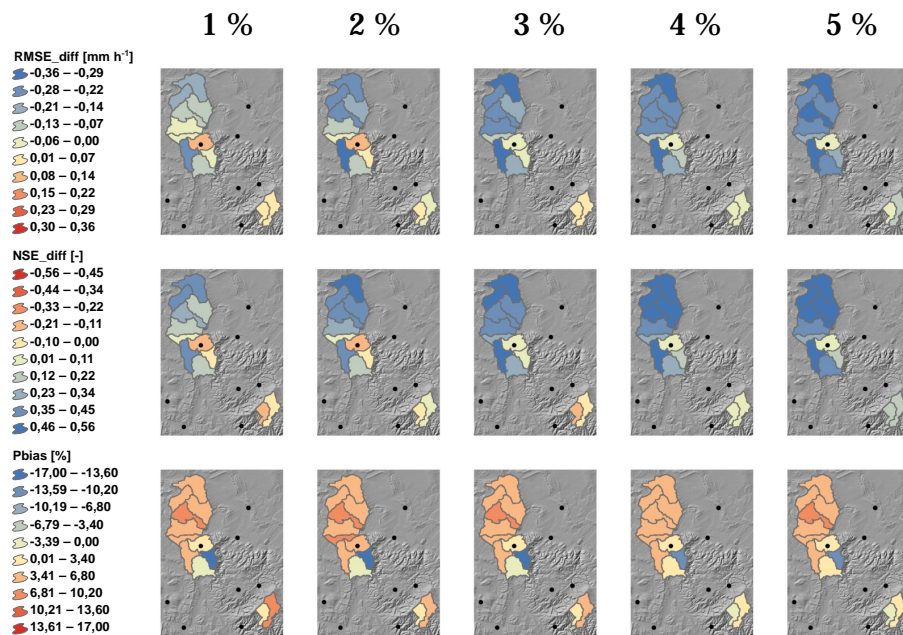 1 % 2 % 3 % 4 % 5 %
RMSE_diff [mm h⁻¹]
-0,36 – -0,29
-0,28 – -0,22
-0,21 – -0,14
-0,13 – -0,07
-0,06 – 0,00
0,01 – 0,07
0,08 – 0,14
0,15 – 0,22
0,23 – 0,29
0,30 – 0,36
NSE_diff [-]
-0,56 – -0,45
-0,44 – -0,34
-0,33 – -0,22
-0,21 – -0,11
-0,10 – 0,00
0,01 – 0,11
0,12 – 0,22
0,23 – 0,34
0,35 – 0,45
0,46 – 0,56
Pbias [%]
-17,00 – -13,60
-13,59 – -10,20
-10,19 – -6,80
-6,79 – -3,40
-3,39 – 0,00
0,01 – 3,40
3,41 – 6,80
6,81 – 10,20
10,21 – 13,60
13,61 – 17,00